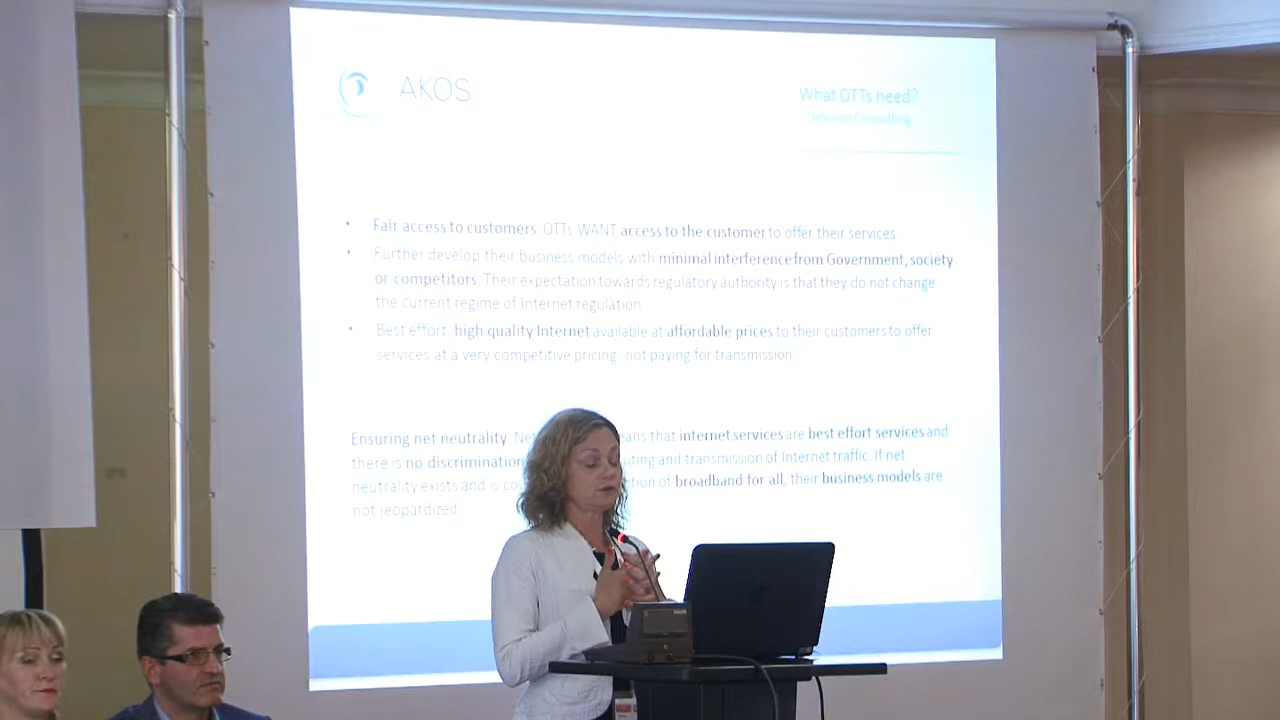 AKOS
What OTTs need?
• Fair access to customers. OTTs WANT access to the customer to offer their services.
• Further develop their business models with minimal interference from Government, society
or competitors. Their expectation towards regulatory authority is that they do not change
the current regime of Internet regulation.
• Best effort, high quality Internet available at affordable prices to their customers to offer
services at a very competitive pricing, not paying for transmission.
Ensuring net neutrality. that internet services are best effort services and
there is no discrimination and transmission of Internet traffic. If net
neutrality exists and is of broadband for all, their business models are
not jeopardized.